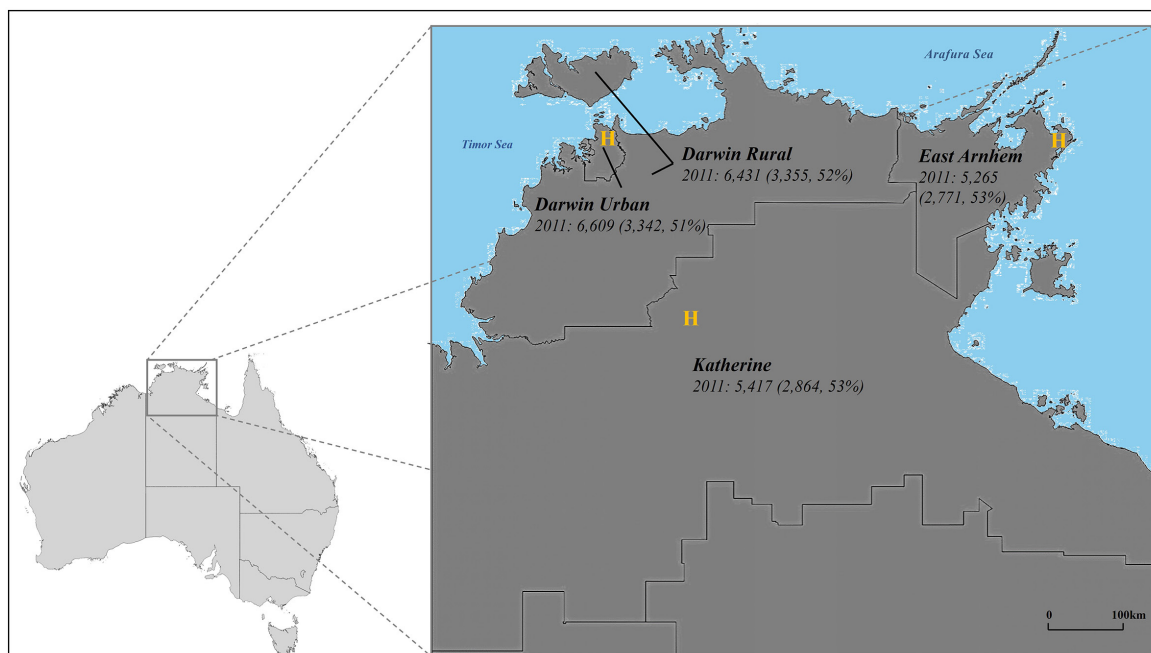 Arafura Sea
Timor Sea
H
H
Darwin Rural
2011: 6,431 (3,355, 52%)
East Arnhem
2011: 5,265
(2,771, 53%)
Darwin Urban
2011: 6,609 (3,342, 51%)
H
Katherine
2011: 5,417 (2,864, 53%)
0 100km